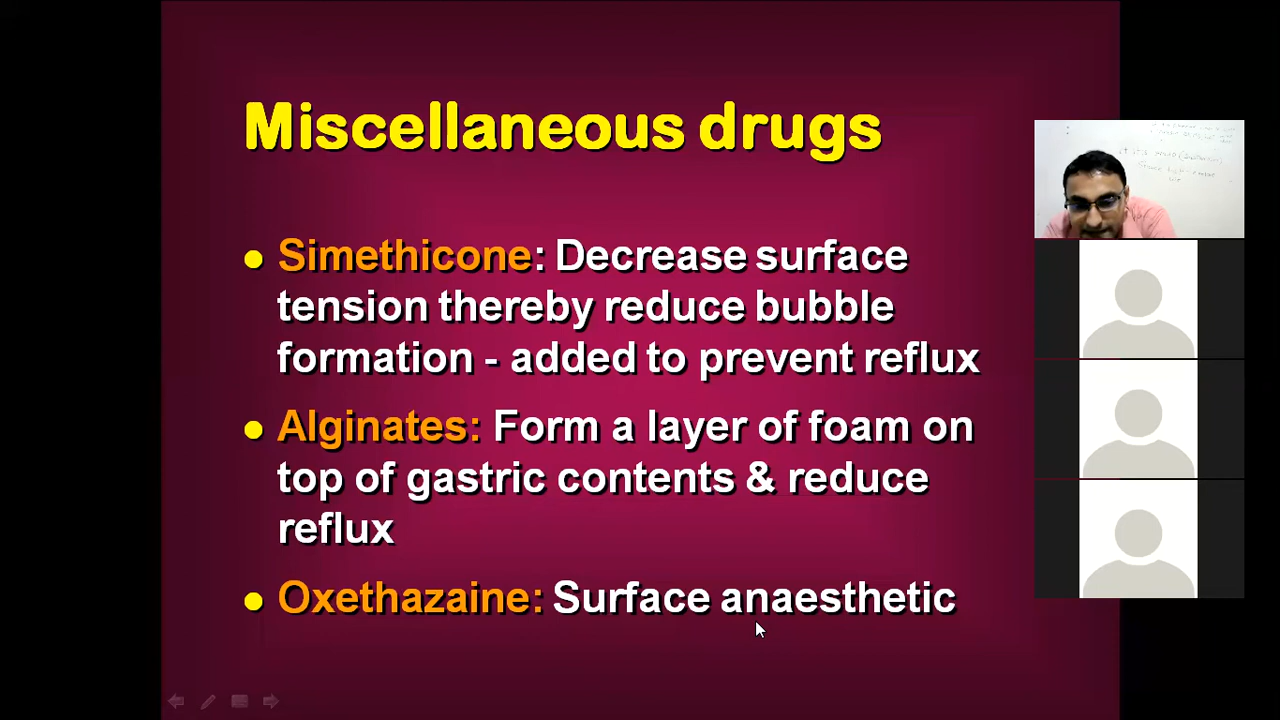 Miscellaneous drugs
• Simethicone: Decrease surface
tension thereby reduce bubble
formation - added to prevent reflux
• Alginates: Form a layer of foam on
top of gastric contents & reduce
reflux
• Oxethazaine: Surface anaesthetic